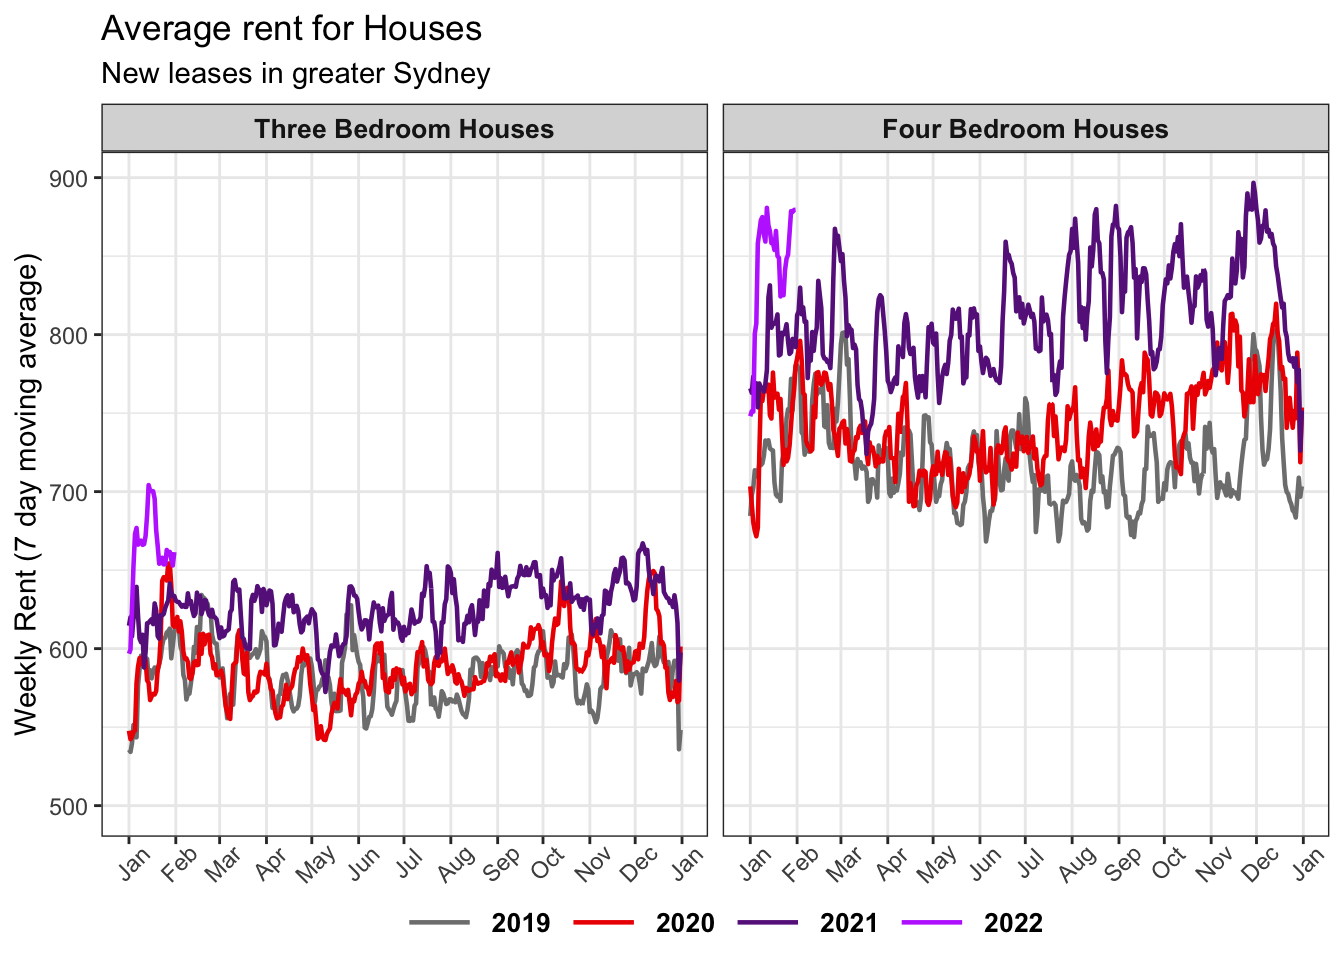 Average rent for Houses
New leases in greater Sydney
Three Bedroom Houses
Four Bedroom Houses
Weekly Rent (7 day moving average)
900
800
700
600
500
Jan Feb Mar Apr May Jun Jul Aug Sep Oct Nov Dec Jan
Jan Feb Mar Apr May Jun Jul Aug Sep Oct Nov Dec Jan
2019 2020 2021 2022